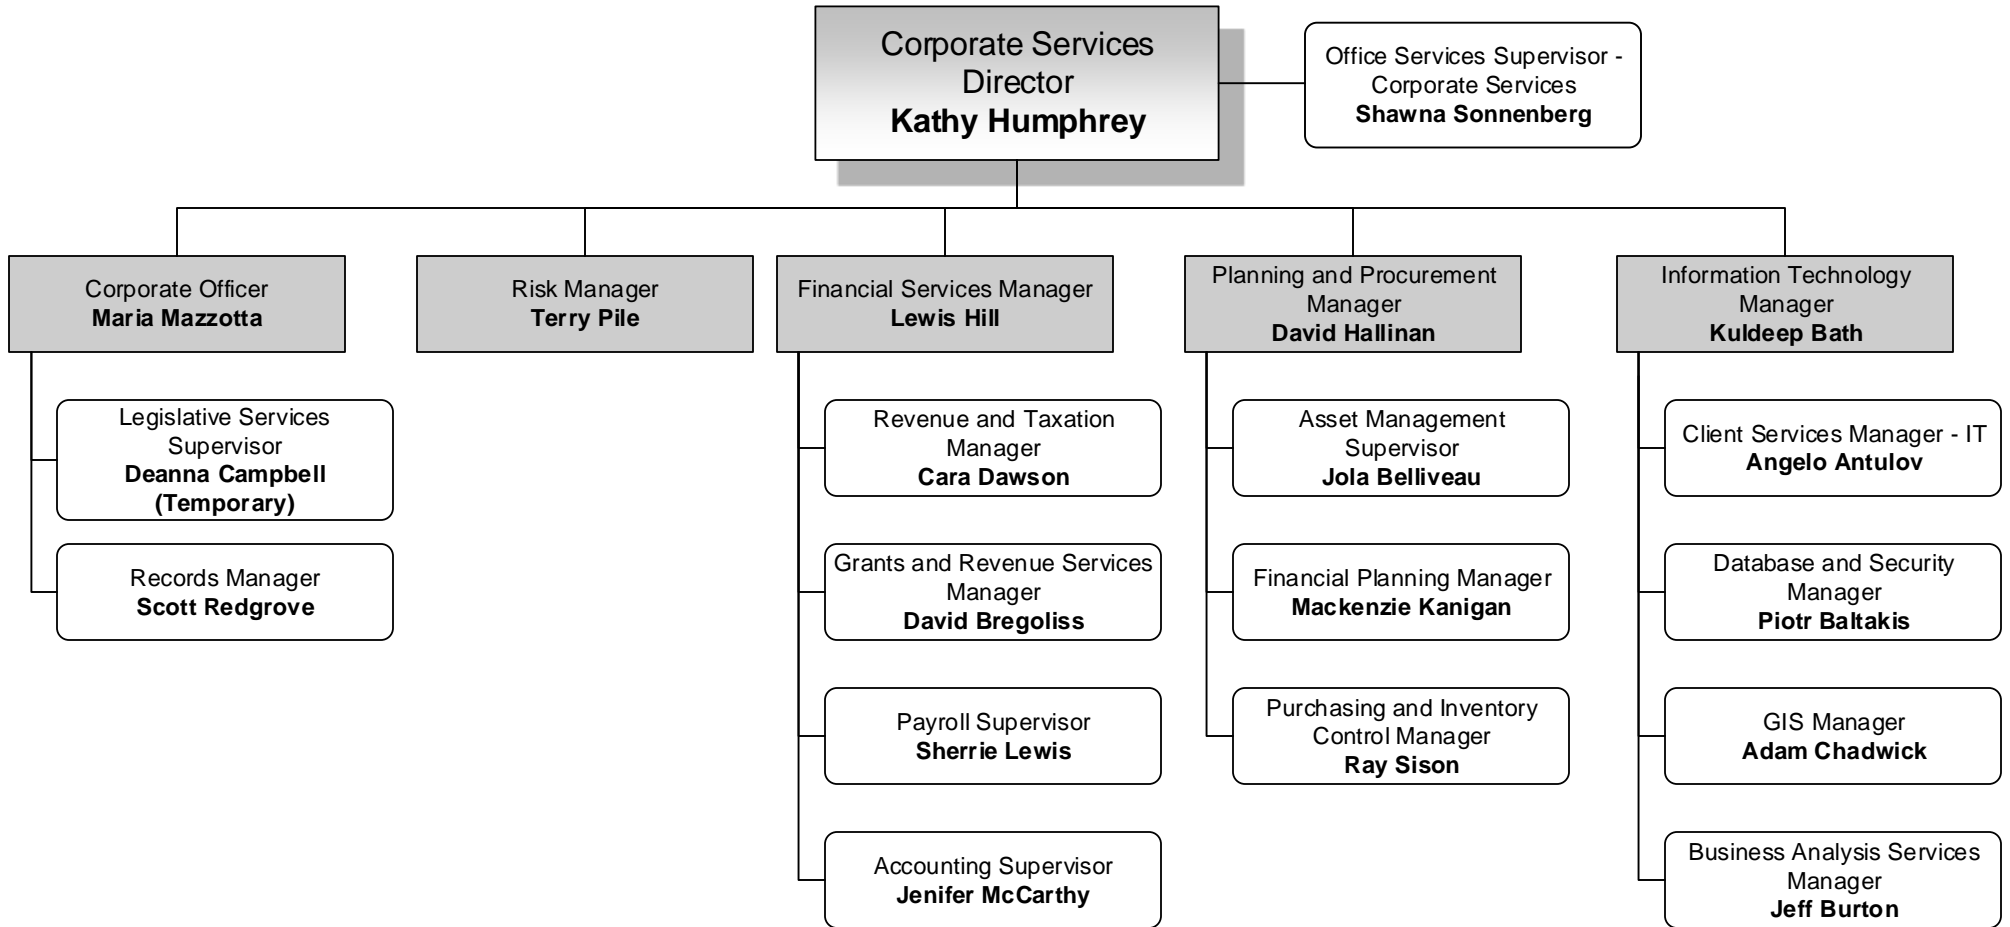 Corporate Services
Director
Kathy Humphrey
Office Services Supervisor -
Corporate Services
Shawna Sonnenberg
Corporate Officer
Maria Mazzotta
Risk Manager
Terry Pile
Financial Services Manager
Lewis Hill
Planning and Procurement
Manager
David Hallinan
Information Technology
Manager
Kuldeep Bath
Legislative Services
Supervisor
Deanna Campbell
(Temporary)
Records Manager
Scott Redgrove
Revenue and Taxation
Manager
Cara Dawson
Grants and Revenue Services
Manager
David Bregoliss
Payroll Supervisor
Sherrie Lewis
Accounting Supervisor
Jenifer McCarthy
Asset Management
Supervisor
Jola Belliveau
Financial Planning Manager
Mackenzie Kanigan
Purchasing and Inventory
Control Manager
Ray Sison
Client Services Manager - IT
Angelo Antulov
Database and Security
Manager
Piotr Baltakis
GIS Manager
Adam Chadwick
Business Analysis Services
Manager
Jeff Burton